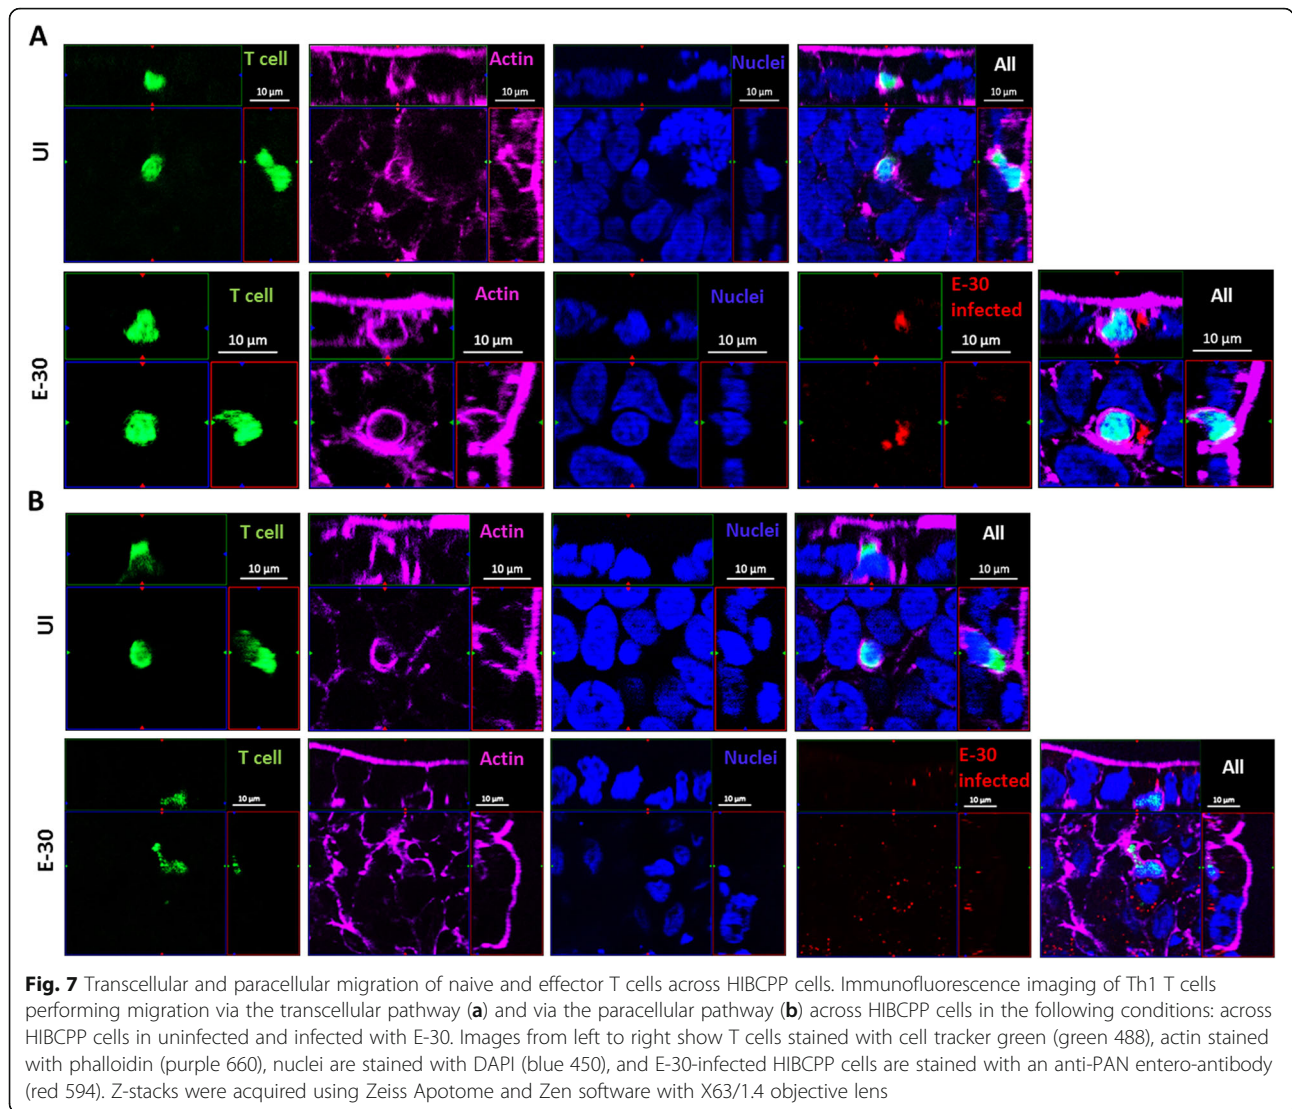 A
T cell
10 µm
Actin
10 µm
Nuclei
10 µm
All
10 µm
UI
T cell
10 µm
Actin
10 µm
Nuclei
10 µm
E-30
infected
10 µm
All
10 µm
E-30
B
T cell
10 µm
Actin
10 µm
Nuclei
10 µm
All
10 µm
UI
T cell
10 µm
Actin
10 µm
Nuclei
10 µm
E-30
infected
10 µm
All
10 µm
E-30
Fig. 7 Transcellular and paracellular migration of naive and effector T cells across HIBCPP cells. Immunofluorescence imaging of Th1 T cells
performing migration via the transcellular pathway (a) and via the paracellular pathway (b) across HIBCPP cells in the following conditions: across
HIBCPP cells in uninfected and infected with E-30. Images from left to right show T cells stained with cell tracker green (green 488), actin stained
with phalloidin (purple 660), nuclei are stained with DAPI (blue 450), and E-30-infected HIBCPP cells are stained with an anti-PAN entero-antibody
(red 594). Z-stacks were acquired using Zeiss Apotome and Zen software with X63/1.4 objective lens